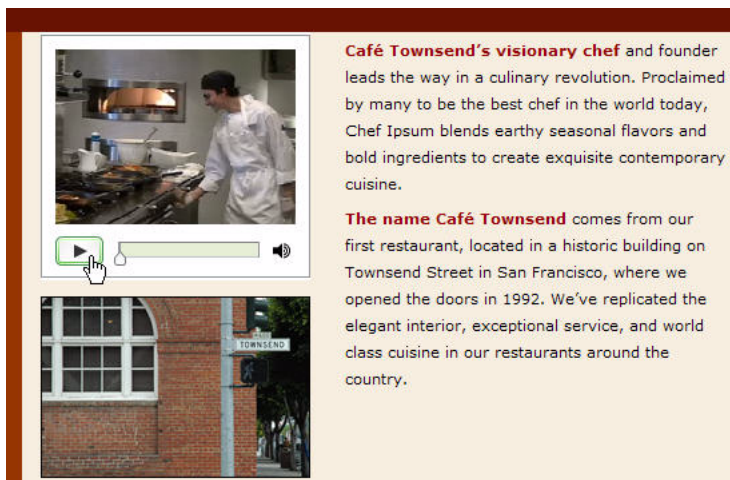 Café Townsend's visionary chef and founder
leads the way in a culinary revolution. Proclaimed
by many to be the best chef in the world today,
Chef Ipsum blends earthy seasonal flavors and
bold ingredients to create exquisite contemporary
cuisine.
The name Café Townsend comes from our
first restaurant, located in a historic building on
Townsend Street in San Francisco, where we
opened the doors in 1992. We've replicated the
elegant interior, exceptional service, and world
class cuisine in our restaurants around the
country.
TOWNSEND